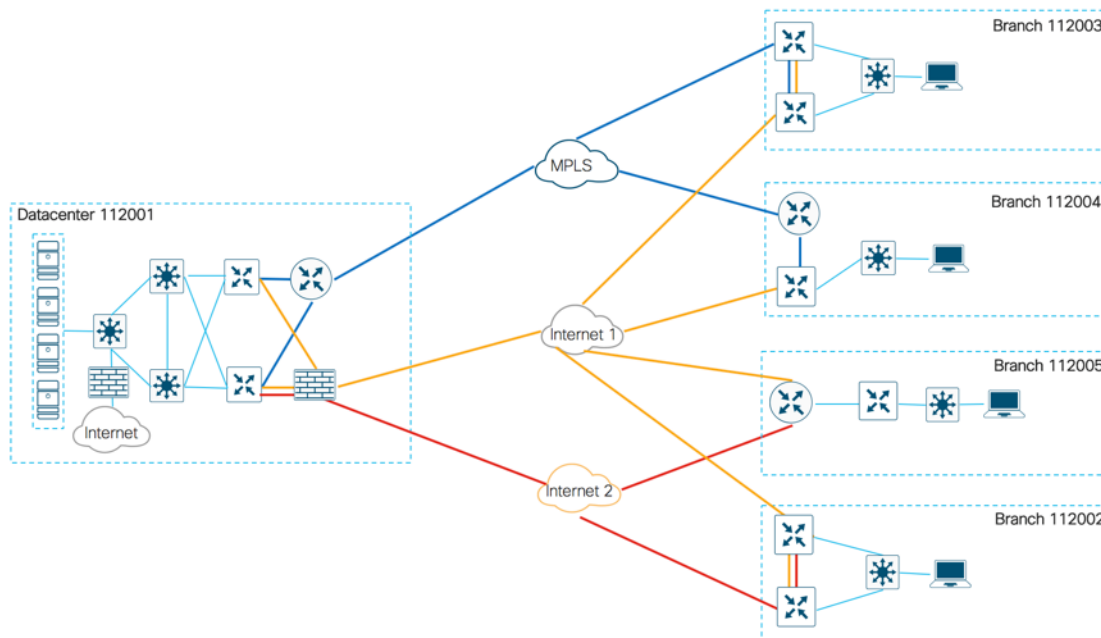 Branch 112003
MPLS
Branch 112004
Datacenter 112001
Internet 1
Branch 112005
Internet
Internet 2
Branch 112002